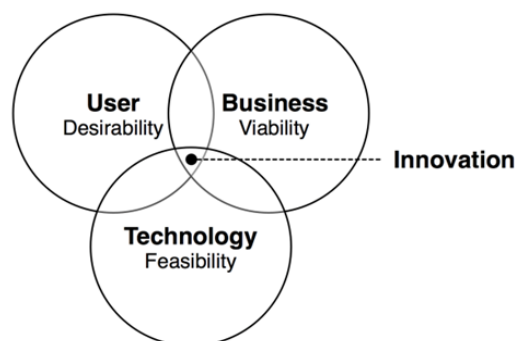 User
Desirability
Business
Viability
Innovation
Technology
Feasibility